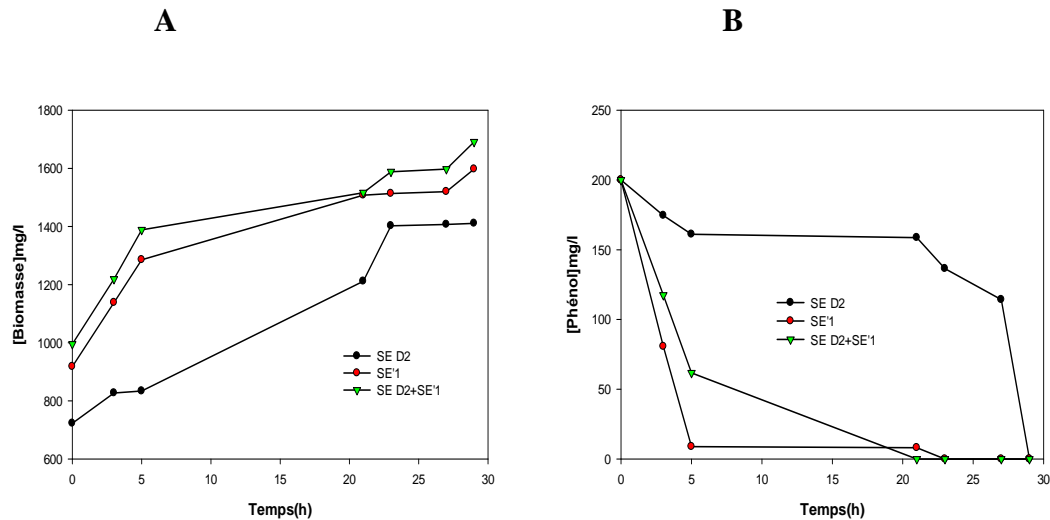 A
B
[Biomasse]mg/l
1800
1600
1400
1200
1000
800
600
0
5
10
15
20
25
30
Temps(h)
SE D2
SE'1
SE D2+SE'1
[Phénol]mg/l
250
200
150
100
50
0
0
5
10
15
20
25
30
Temps(h)
SE D2
SE'1
SE D2+SE'1